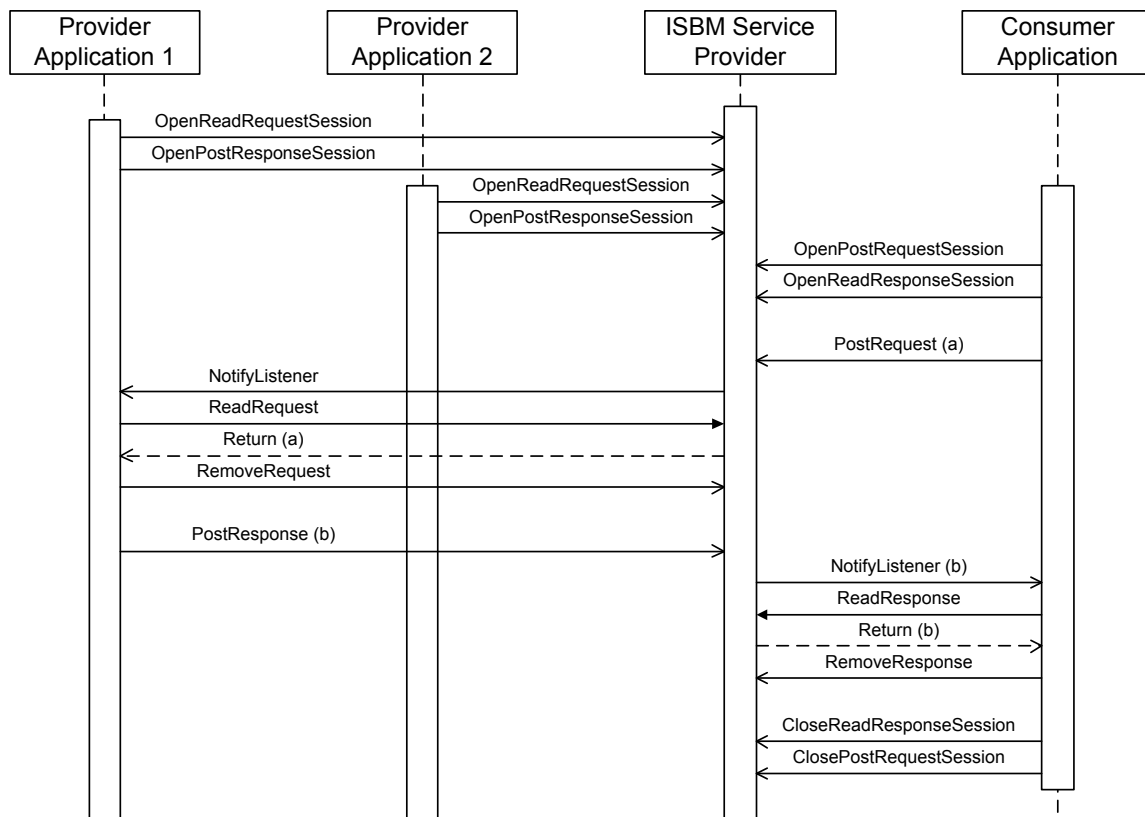 Provider
Application 1
Provider
Application 2
ISBM Service
Provider
Consumer
Application
OpenReadRequestSession
OpenPostResponseSession
OpenReadRequestSession
OpenPostResponseSession
OpenPostRequestSession
OpenReadResponseSession
PostRequest (a)
NotifyListener
ReadRequest
Return (a)
RemoveRequest
PostResponse (b)
NotifyListener (b)
ReadResponse
Return (b)
RemoveResponse
CloseReadResponseSession
ClosePostRequestSession